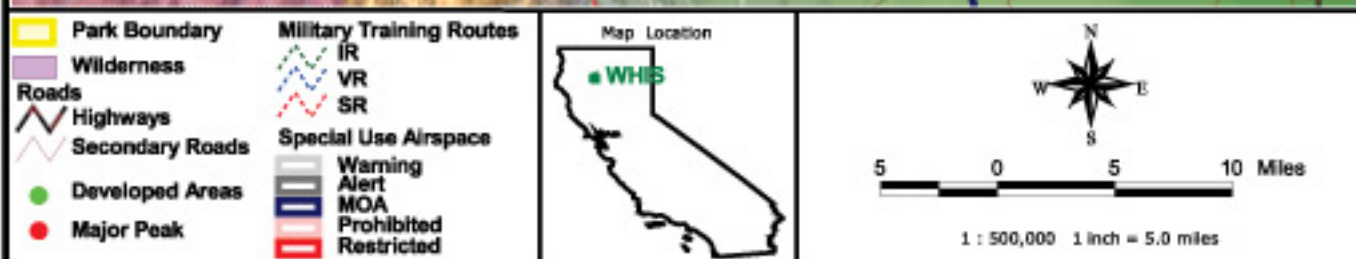 Park Boundary
Wilderness
Roads
Highways
Secondary Roads
Developed Areas
Major Peak
Military Training Routes
IR
VR
SR
Special Use Airspace
Warning
Alert
MOA
Prohibited
Restricted
Map Location
WHIS
N
W E
S
5 0 5 10 Miles
1 : 500,000 1 inch = 5.0 miles